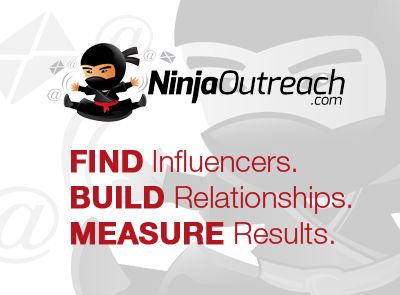 NinjaOutreach
.com
FIND Influencers.
BUILD Relationships.
MEASURE Results.